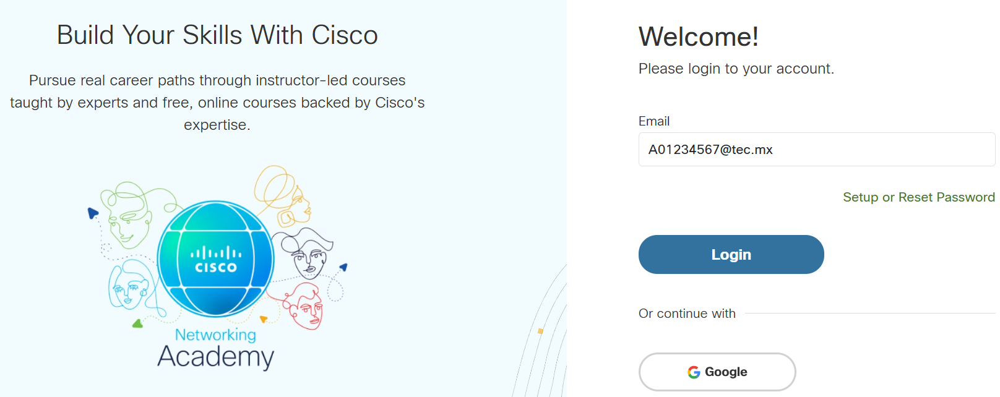 Build Your Skills With Cisco
Pursue real career paths through instructor-led courses
taught by experts and free, online courses backed by Cisco's
expertise.
CISCO
Networking
Academy
Welcome!
Please login to your account.
Email
A01234567@tec.mx
Setup or Reset Password
Login
Or continue with
Google